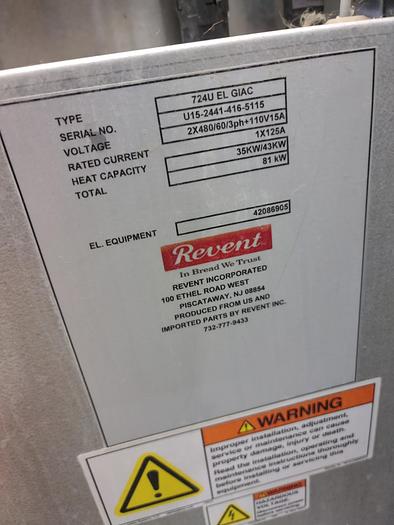 TYPE 724U EL GIAC
SERIAL NO. U15-2441-416-5115
VOLTAGE 2X480/60/3ph+110V15A
RATED CURRENT 1X125A
HEAT CAPACITY 35KW/43KW
TOTAL 81 kW
EL. EQUIPMENT 42086905
Revent
In Bread We Trust
REVENT INCORPORATED
100 ETHEL ROAD WEST
PISCATAWAY, NJ 08854
PRODUCED FROM US AND
IMPORTED PARTS BY REVENT INC.
732-777-9433
WARNING
Improper installation, adjustment,
service or maintenance can cause
property damage, injury or death.
Read the installation, operating and
maintenance instructions thoroughly
before installing or servicing this
equipment.
WARNING
HAZARDOUS
VOLTAGE.